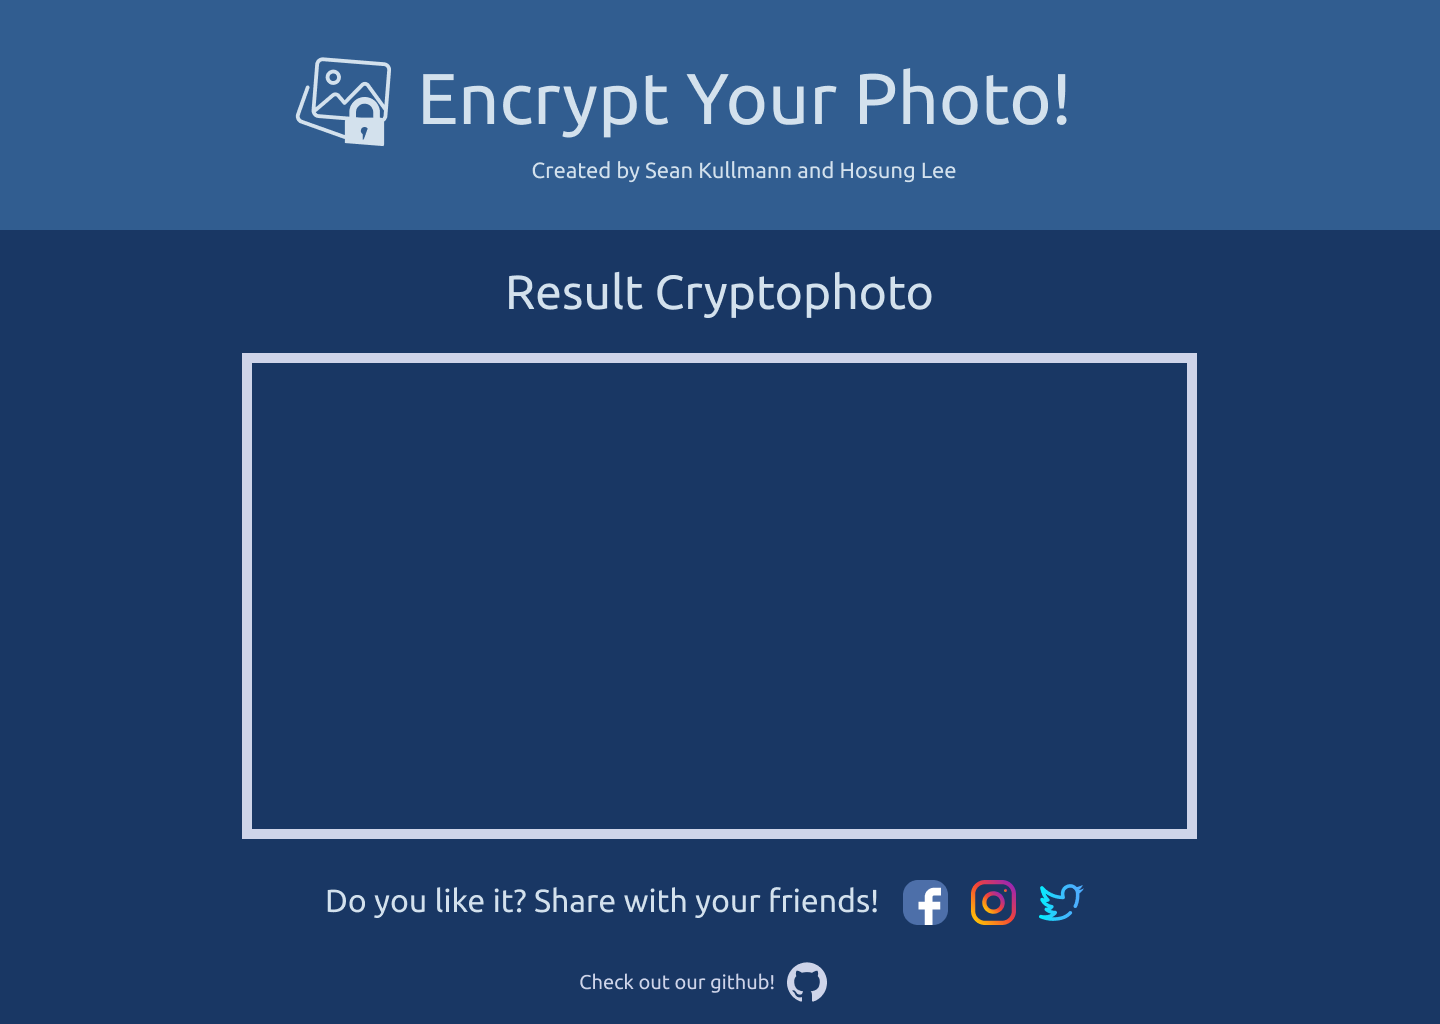 Encrypt Your Photo!
Created by Sean Kullmann and Hosung Lee
Result Cryptophoto
Do you like it? Share with your friends!
Check out our github!